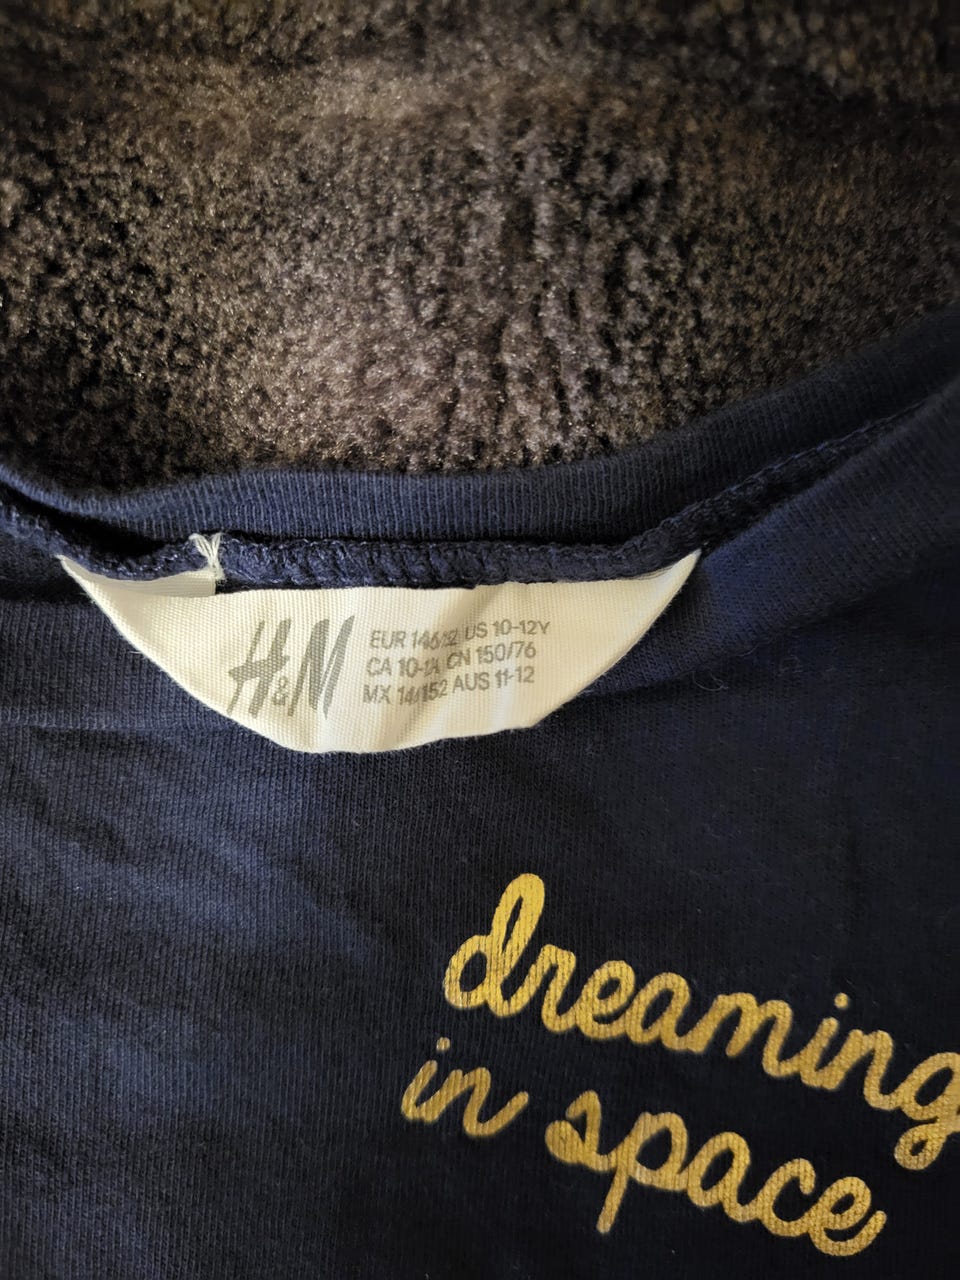 H&M
EUR 146/152 US 10-12Y
CA 10-12 CN 150/76
MX 14/152 AUS 11-12
dreaming
in space